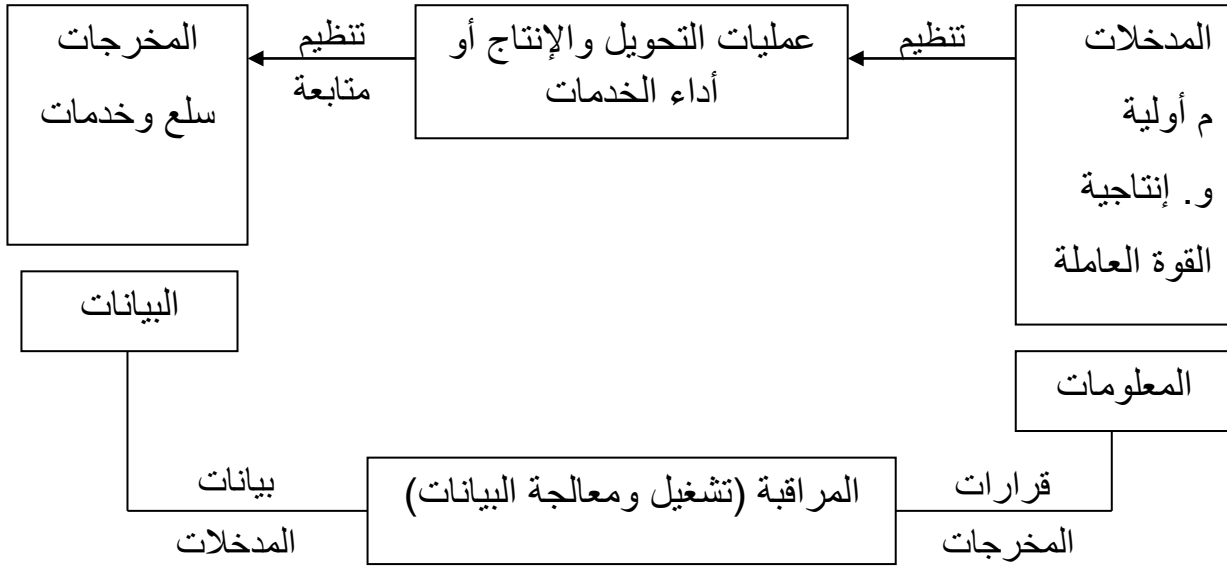 المدخلات
م أولية
و. إنتاجية
القوة العاملة
تنظيم
عمليات التحويل والإنتاج أو
أداء الخدمات
تنظيم
متابعة
المخرجات
سلع وخدمات
البيانات
المعلومات
قرارات
المخرجات
المراقبة (تشغيل ومعالجة البيانات)
بيانات
المدخلات